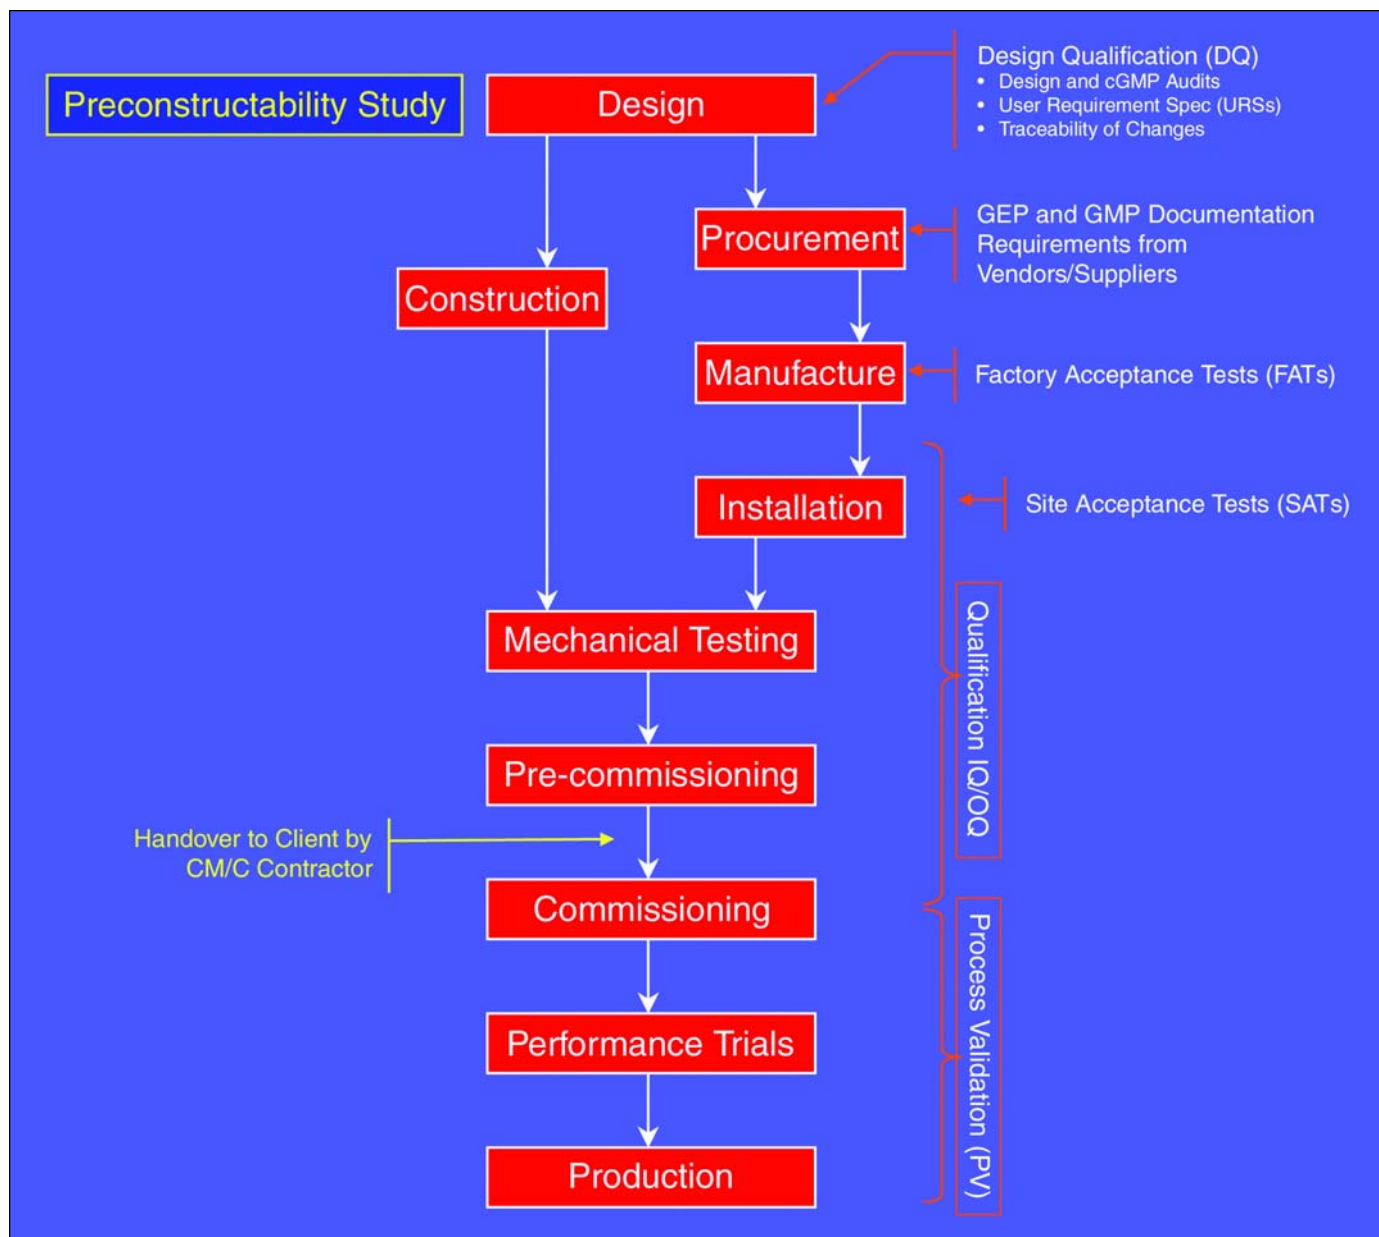 Preconstructability Study
Design
Design Qualification (DQ)
• Design and cGMP Audits
• User Requirement Spec (URSs)
• Traceability of Changes
Procurement
GEP and GMP Documentation
Requirements from
Vendors/Suppliers
Construction
Manufacture
Factory Acceptance Tests (FATs)
Installation
Site Acceptance Tests (SATs)
Mechanical Testing
Qualification IQ/OQ
Pre-commissioning
Handover to Client by
CM/C Contractor
Commissioning
Performance Trials
Process Validation (PV)
Production